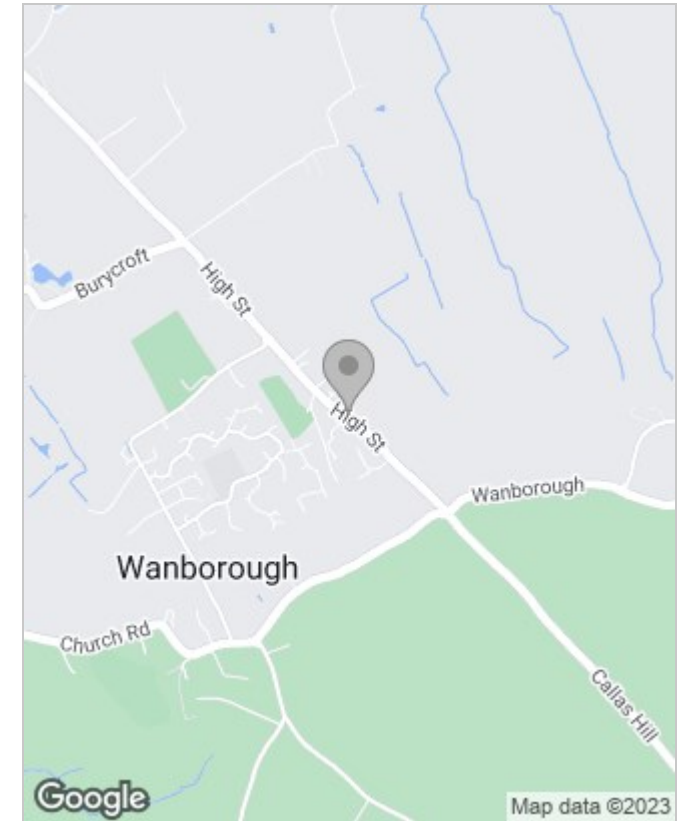 Burycroft
High St
High St
Wanborough
Wanborough
Church Rd
Callas Hill
Google
Map data ©2023